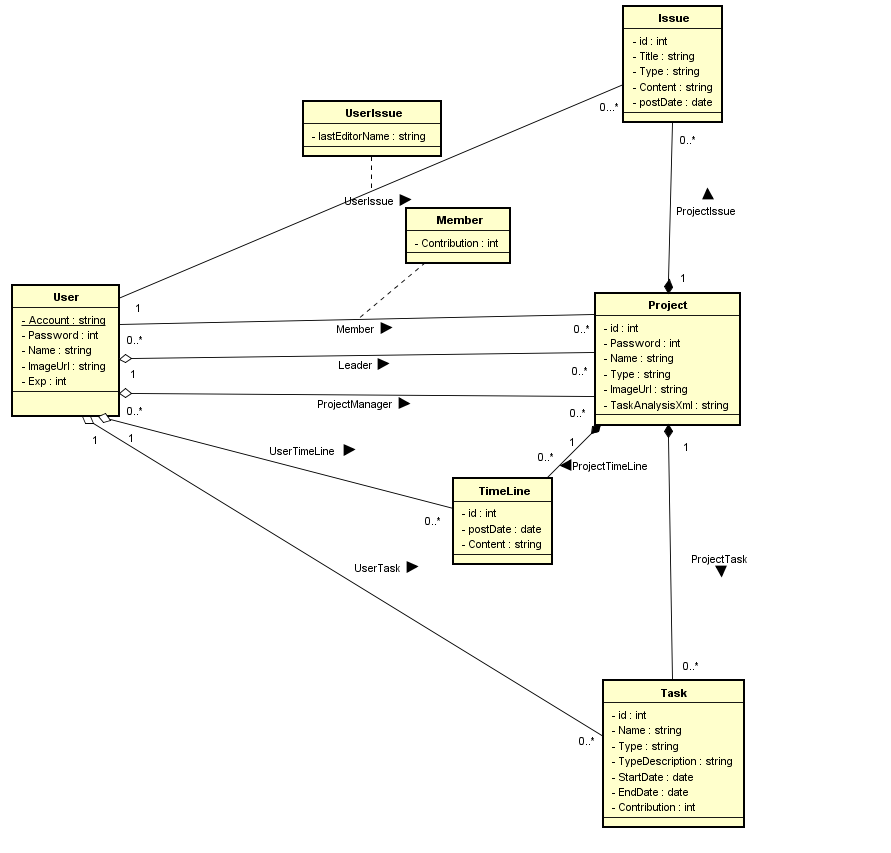 Issue
- id : int
- Title : string
- Type : string
- Content : string
- postDate : date
0...*
0..*
UserIssue
- lastEditorName : string
UserIssue
ProjectIssue
Member
- Contribution : int
User
- Account : string
- Password : int
- Name : string
- ImageUrl : string
- Exp : int
1
0..*
1
0..*
1
1
Member
Leader
ProjectManager
0..*
0..*
0..*
1
Project
- id : int
- Password : int
- Name : string
- Type : string
- ImageUrl : string
- TaskAnalysisXml : string
1
1
0..*
ProjectTimeLine
UserTimeLine
0..*
TimeLine
- id : int
- postDate : date
- Content : string
UserTask
ProjectTask
0..*
0..*
Task
- id : int
- Name : string
- Type : string
- TypeDescription : string
- StartDate : date
- EndDate : date
- Contribution : int